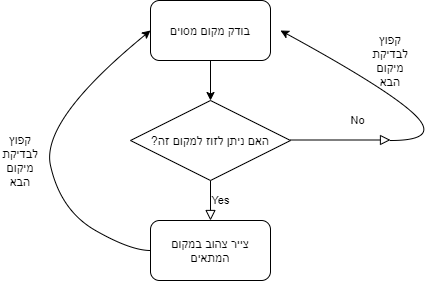 בודק מקום מסוים
קפוץ
לבדיקת
מיקום
הבא
No
האם ניתן לזוז למקום זה?
קפוץ
לבדיקת
מיקום
הבא
Yes
צייר צהוב במקום
המתאים